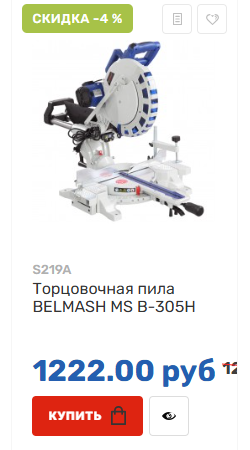 СКИДКА -4 %
S219A
Торцовочная пила
BELMASH MS B-305H
1222.00 руб
КУПИТЬ